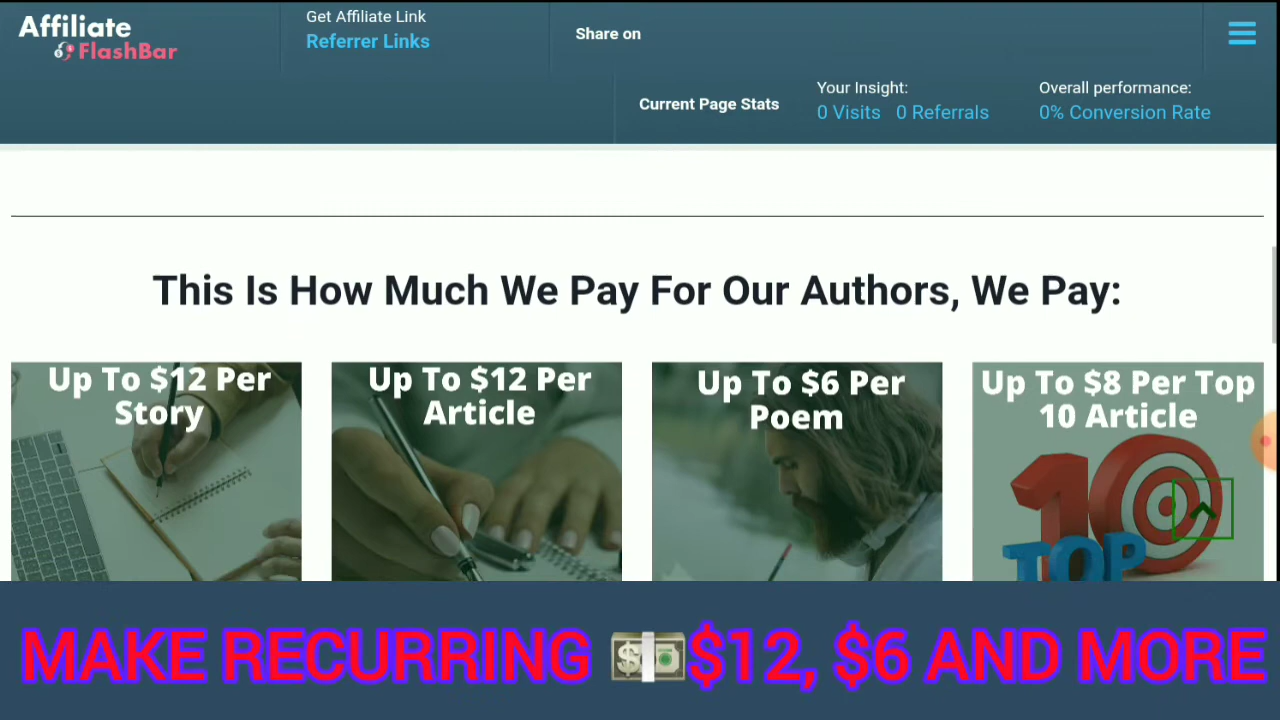 Affiliate
FlashBar
Get Affiliate Link
Referrer Links
Share on
Current Page Stats
Your Insight:
0 Visits 0 Referrals
Overall performance:
0% Conversion Rate
This Is How Much We Pay For Our Authors, We Pay:
Up To $12 Per
Story
Up To $12 Per
Article
Up To $6 Per
Poem
Up To $8 Per Top
10 Article
10
TOP
MAKE RECURRING 💵$12, $6 AND MORE